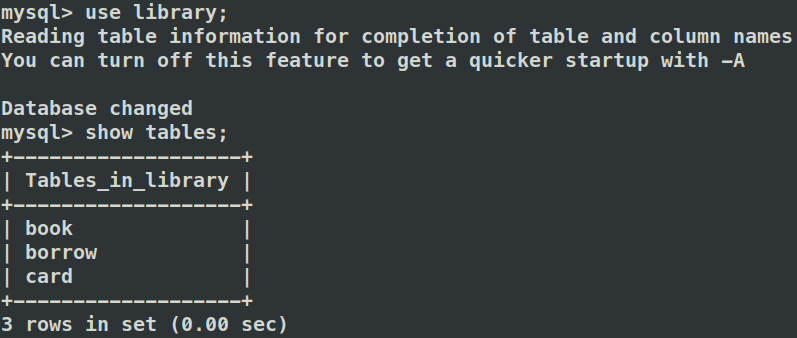 mysql> use library;
Reading table information for completion of table and column names
You can turn off this feature to get a quicker startup with -A

Database changed
mysql> show tables;
+-------------------+
| Tables_in_library |
+-------------------+
| book              |
| borrow            |
| card              |
+-------------------+
3 rows in set (0.00 sec)